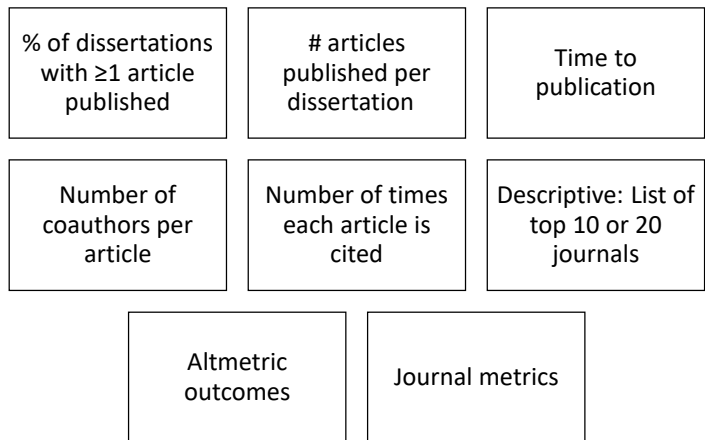 % of dissertations
with ≥1 article
published
# articles
published per
dissertation
Time to
publication
Number of
coauthors per
article
Number of times
each article is
cited
Descriptive: List of
top 10 or 20
journals
Altmetric
outcomes
Journal metrics